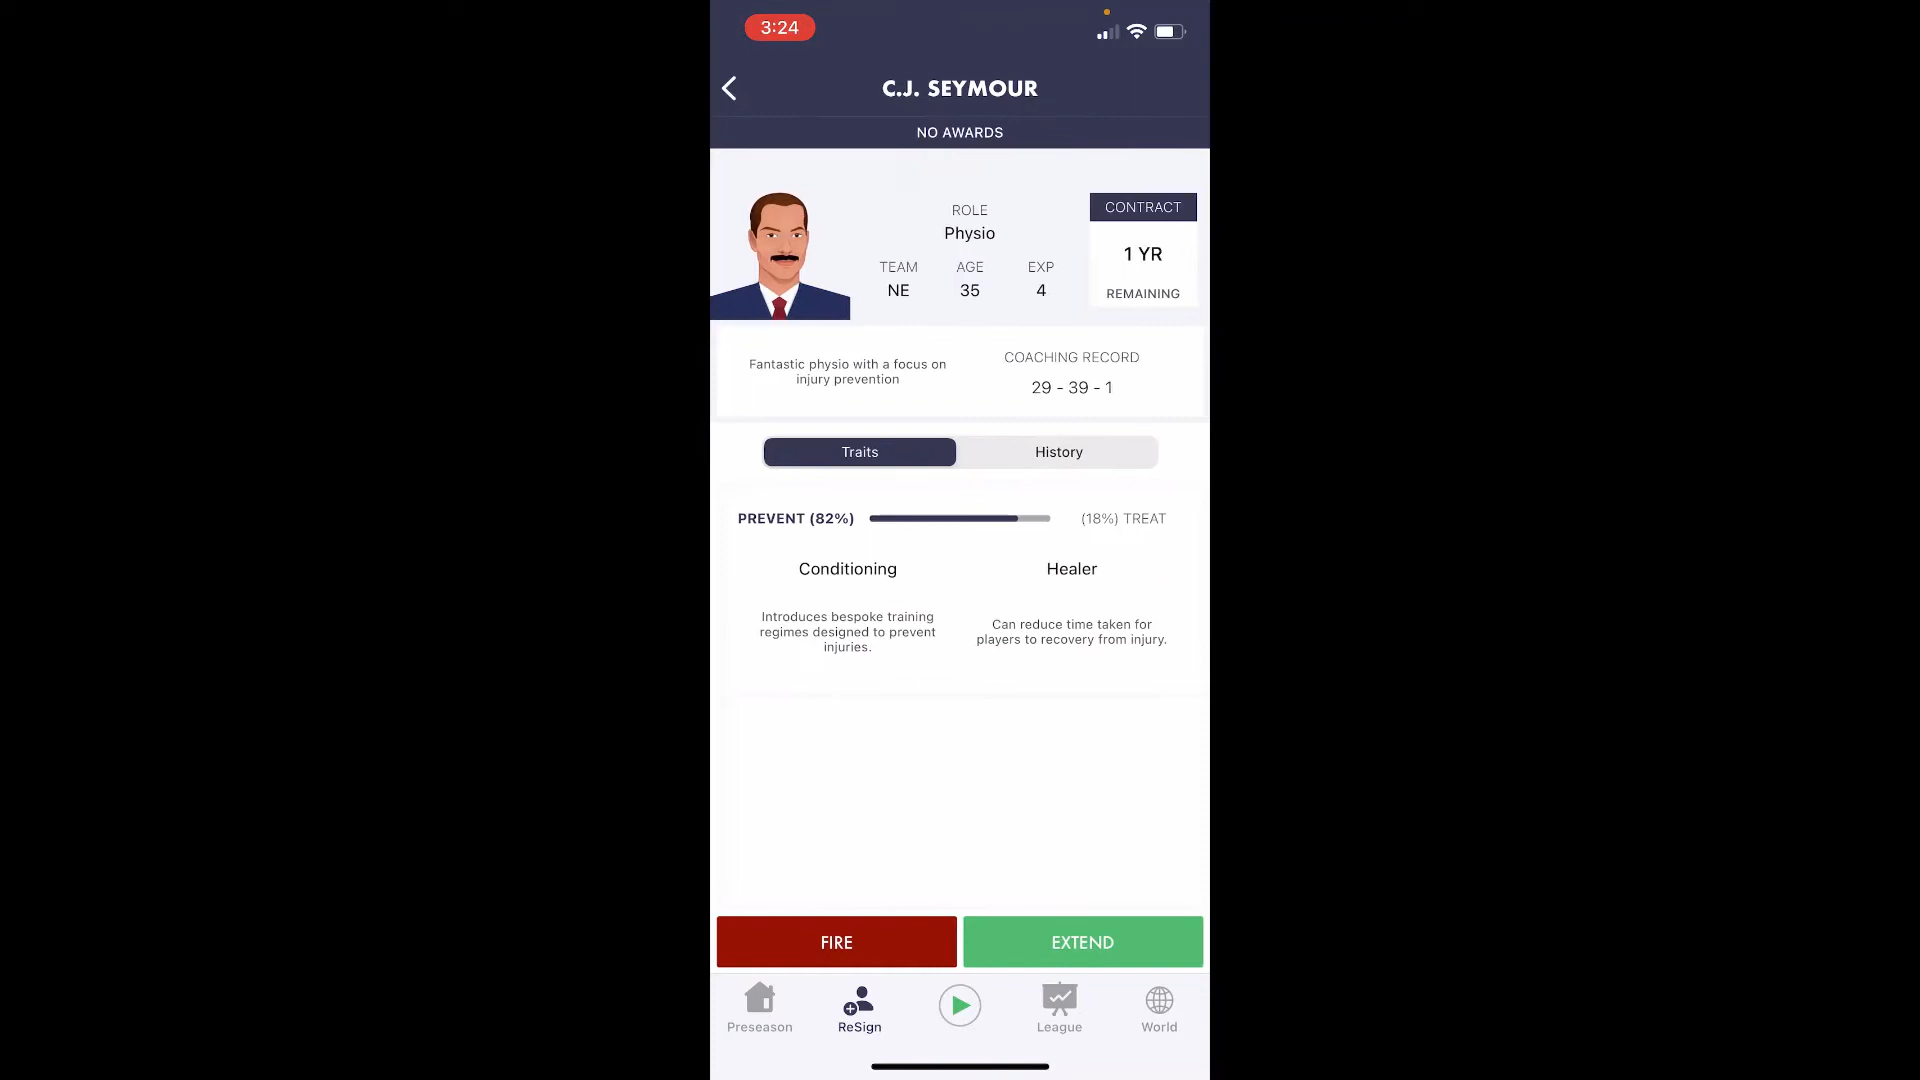 3:24
C.J. SEYMOUR
NO AWARDS
ROLE
Physio
TEAM AGE EXP
NE 35 4
CONTRACT
1 YR
REMAINING
Fantastic physio with a focus on
injury prevention
COACHING RECORD
29 - 39 - 1
Traits History
PREVENT (82%) (18%) TREAT
Conditioning
Introduces bespoke training
regimes designed to prevent
injuries.
Healer
Can reduce time taken for
players to recovery from injury.
FIRE EXTEND
Preseason ReSign League World